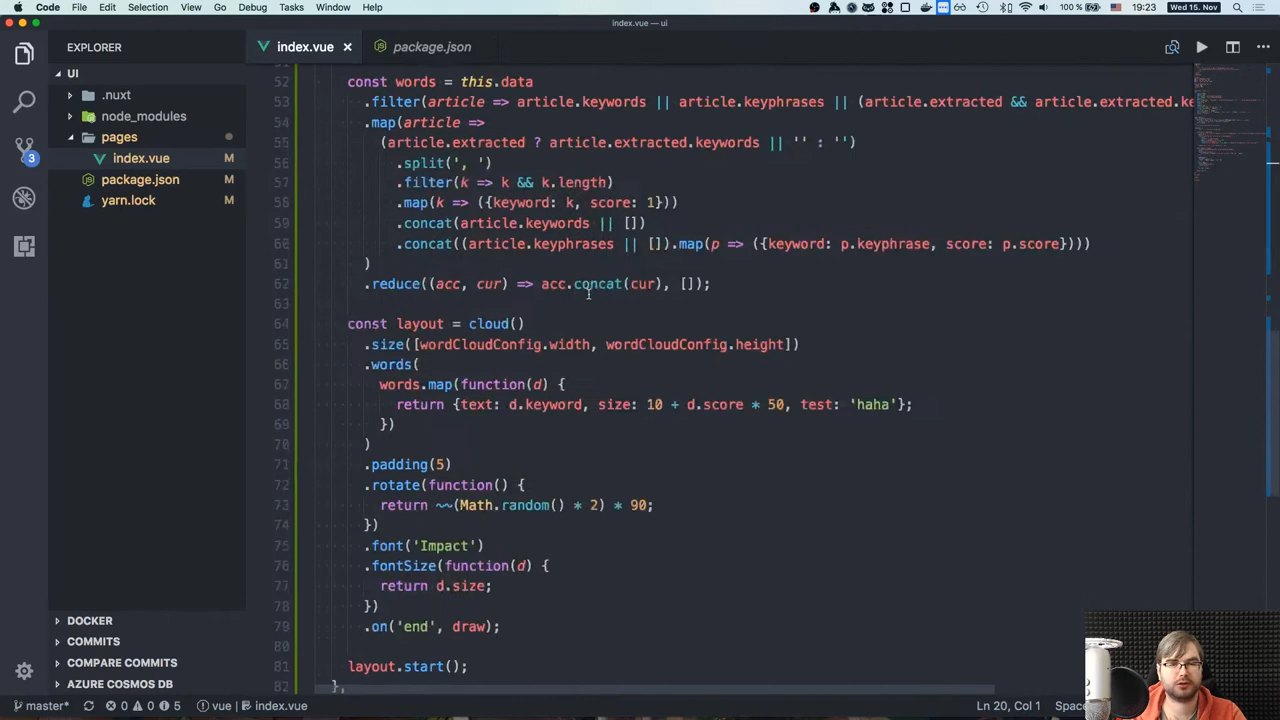 Code File Edit Selection View Go Debug Tasks Window Help 100 % Wed 15. Nov 19:23
index.vue — ui
EXPLORER
index.vue
package.json
UI
.nuxt
node_modules
pages
index.vue M
package.json M
yarn.lock M
3
52 const words = this.data
53 .filter(article => article.keywords || article.keyphrases || (article.extracted && article.extracted.ke
54 .map(article =>
55 (article.extracted ? article.extracted.keywords || '' : '')
56 .split(', ')
57 .filter(k => k && k.length)
58 .map(k => ({keyword: k, score: 1}))
59 .concat(article.keywords || [])
60 .concat((article.keyphrases || []).map(p => ({keyword: p.keyphrase, score: p.score})))
61 )
62 .reduce((acc, cur) => acc.concat(cur), []);
63
64 const layout = cloud()
65 .size([wordCloudConfig.width, wordCloudConfig.height])
66 .words(
67 words.map(function(d) {
68 return {text: d.keyword, size: 10 + d.score * 50, test: 'haha'};
69 })
70 )
71 .padding(5)
72 .rotate(function() {
73 return ~~(Math.random() * 2) * 90;
74 })
75 .font('Impact')
76 .fontSize(function(d) {
77 return d.size;
78 })
79 .on('end', draw);
80
81 layout.start();
82 },
DOCKER
COMMITS
COMPARE COMMITS
AZURE COSMOS DB
master* 0 0 5 vue index.vue Ln 20, Col 1